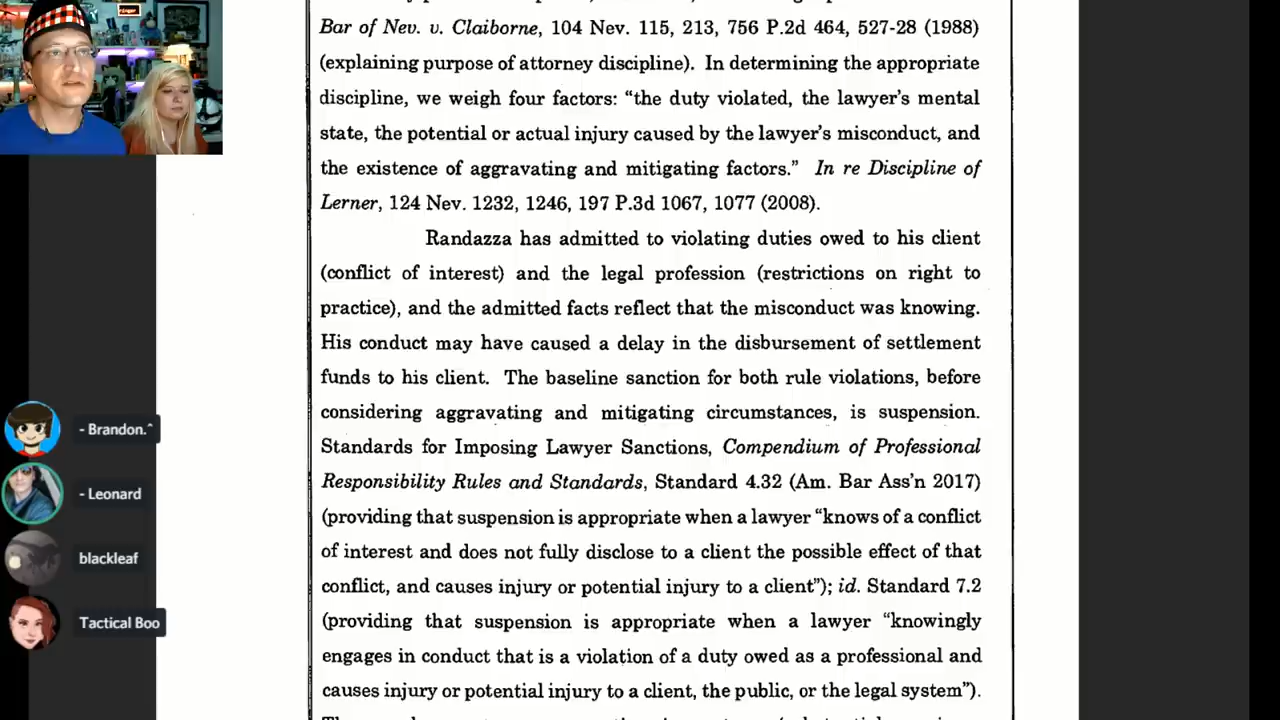 Bar of Nev. v. Claiborne, 104 Nev. 115, 213, 756 P.2d 464, 527-28 (1988)
(explaining purpose of attorney discipline). In determining the appropriate
discipline, we weigh four factors: “the duty violated, the lawyer’s mental
state, the potential or actual injury caused by the lawyer’s misconduct, and
the existence of aggravating and mitigating factors.” In re Discipline of
Lerner, 124 Nev. 1232, 1246, 197 P.3d 1067, 1077 (2008).
Randazza has admitted to violating duties owed to his client
(conflict of interest) and the legal profession (restrictions on right to
practice), and the admitted facts reflect that the misconduct was knowing.
His conduct may have caused a delay in the disbursement of settlement
funds to his client. The baseline sanction for both rule violations, before
considering aggravating and mitigating circumstances, is suspension.
Standards for Imposing Lawyer Sanctions, Compendium of Professional
Responsibility Rules and Standards, Standard 4.32 (Am. Bar Ass’n 2017)
(providing that suspension is appropriate when a lawyer “knows of a conflict
of interest and does not fully disclose to a client the possible effect of that
conflict, and causes injury or potential injury to a client”); id. Standard 7.2
(providing that suspension is appropriate when a lawyer “knowingly
engages in conduct that is a violation of a duty owed as a professional and
causes injury or potential injury to a client, the public, or the legal system”).
- Brandon.^
- Leonard
blackleaf
Tactical Boo